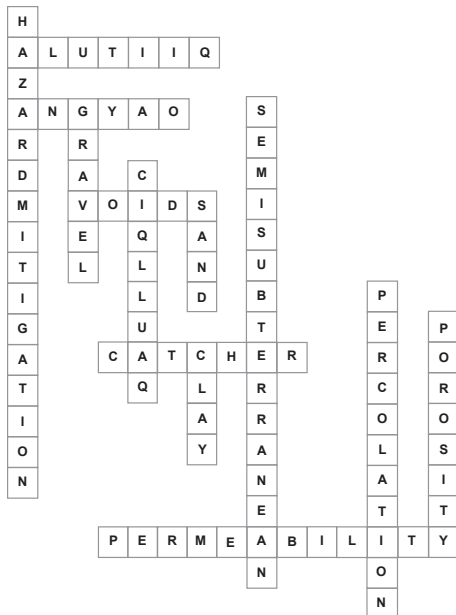 HAZARDMITIGATION
ALUTIIQ
ANGYAO
GRAVEL
SEMISUBTERRANEAN
CIQLLUAQ
VOIDS
SAND
PERCOLATION
POROSITY
CATCHER
CLAY
PERMEABILITY